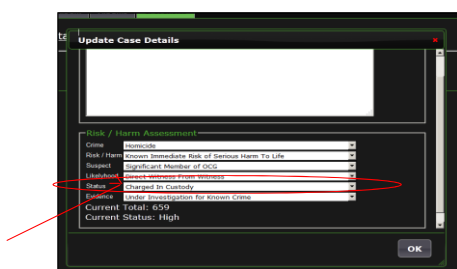 ta
Update Case Details
Risk / Harm Assessment
Crime Homicide
Risk / Harm Known Immediate Risk of Serious Harm To Life
Suspect Significant Member of OCG
Likelyhood Direct Witness From Witness
Status Charged In Custody
Evidence Under Investigation for Known Crime
Current Total: 659
Current Status: High
OK